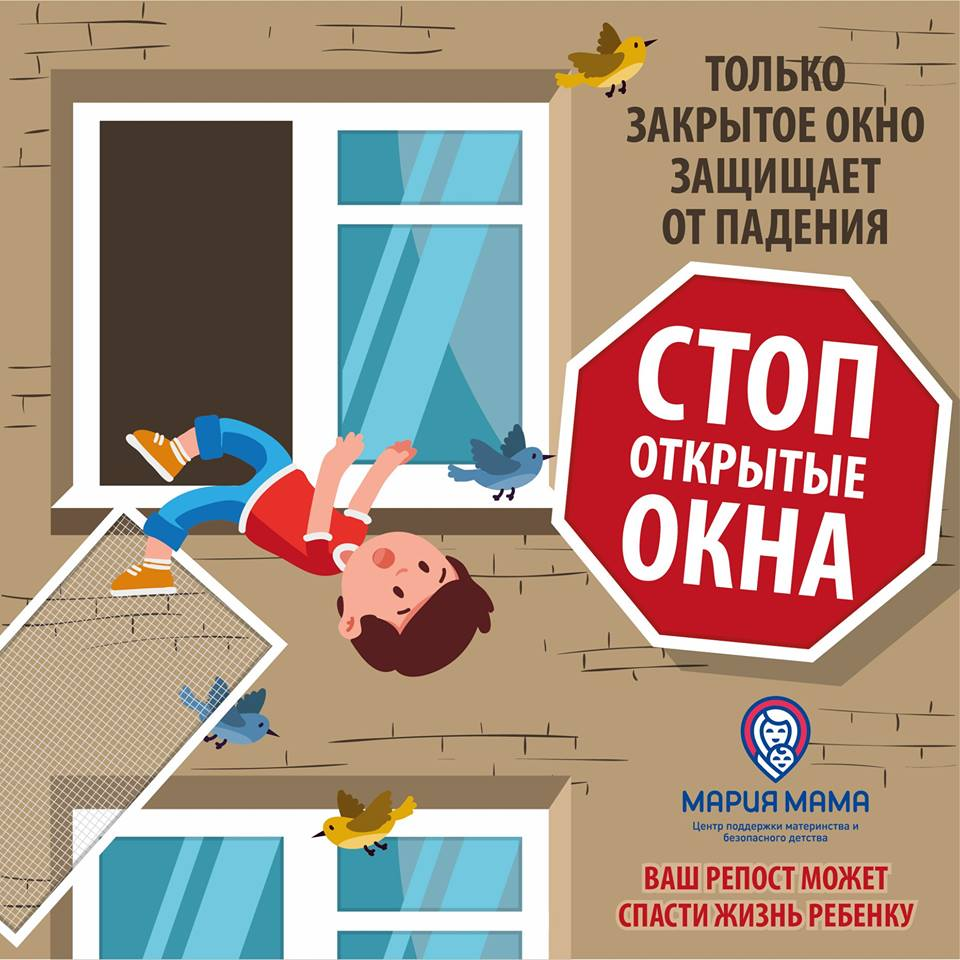 ТОЛЬКО
ЗАКРЫТОЕ ОКНО
ЗАЩИЩАЕТ
ОТ ПАДЕНИЯ
СТОП
ОТКРЫТЫЕ
ОКНА
МАРИЯ МАМА
Центр поддержки материнства и
безопасного детства
ВАШ РЕПОСТ МОЖЕТ
СПАСТИ ЖИЗНЬ РЕБЕНКУ